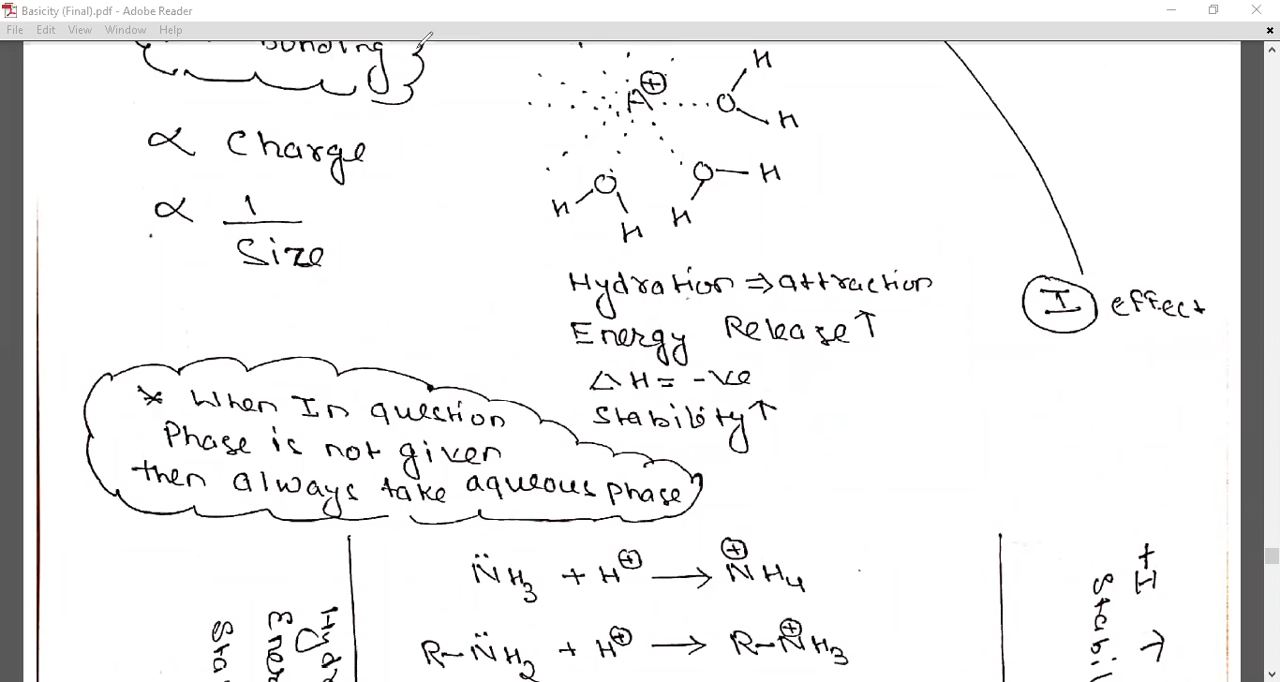 Basicity (Final).pdf - Adobe Reader
File Edit View Window Help
bonding
∝ Charge
∝ 1
Size
A ⊕
O H H
O H H
O H H
Hydration ⇒ attraction
Energy Release ↑
△H = -ve
Stability ↑
I effect
* When In question
Phase is not given
then always take aqueous phase
N̈H₃ + H⊕ → N⊕H₄
R-N̈H₂ + H⊕ → R-N⊕H₃
+I ↑